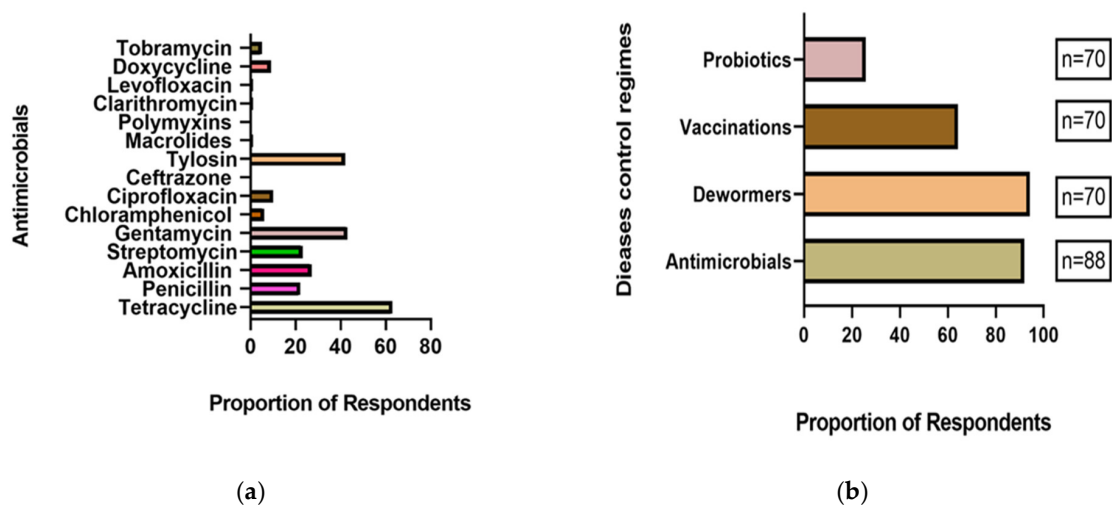 Antimicrobials
Tobramycin
Doxycycline
Levofloxacin
Clarithromycin
Polymyxins
Macrolides
Tylosin
Ceftrazone
Ciprofloxacin
Chloramphenicol
Gentamycin
Streptomycin
Amoxicillin
Penicillin
Tetracycline
0 20 40 60 80
Proportion of Respondents
(a)
Dieases control regimes
Probiotics
n=70
Vaccinations
n=70
Dewormers
n=70
Antimicrobials
n=88
0 20 40 60 80 100
Proportion of Respondents
(b)